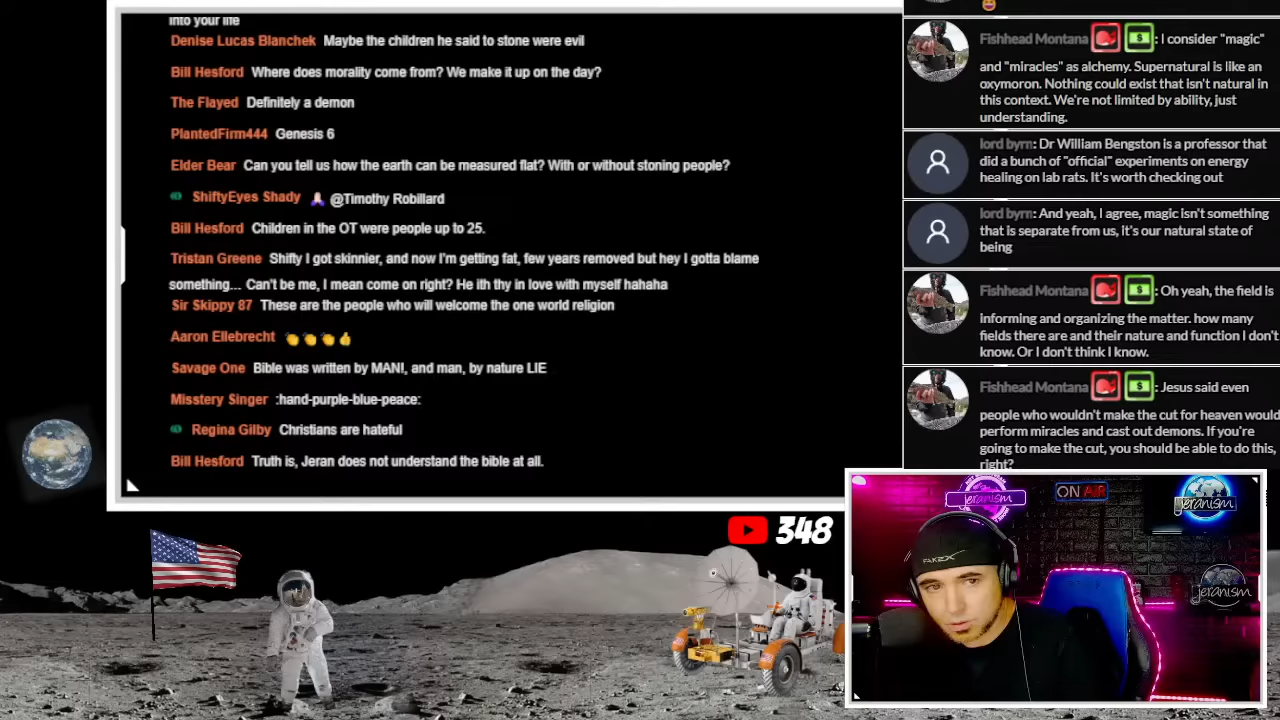 into your life
Denise Lucas Blanchek Maybe the children he said to stone were evil
Bill Hesford Where does morality come from? We make it up on the day?
The Flayed Definitely a demon
PlantedFirm444 Genesis 6
Elder Bear Can you tell us how the earth can be measured flat? With or without stoning people?
ShiftyEyes Shady 🙏🏻 @Timothy Robillard
Bill Hesford Children in the OT were people up to 25.
Tristan Greene Shifty I got skinnier, and now I'm getting fat, few years removed but hey I gotta blame
something... Can't be me, I mean come on right? He ith thy in love with myself hahaha
Sir Skippy 87 These are the people who will welcome the one world religion
Aaron Ellebrecht 👏👏👏👍
Savage One Bible was written by MAN!, and man, by nature LIE
Misstery Singer :hand-purple-blue-peace:
Regina Gilby Christians are hateful
Bill Hesford Truth is, Jeran does not understand the bible at all.
Fishhead Montana : I consider "magic"
and "miracles" as alchemy. Supernatural is like an
oxymoron. Nothing could exist that isn't natural in
this context. We're not limited by ability, just
understanding.
lord byrn: Dr William Bengston is a professor that
did a bunch of "official" experiments on energy
healing on lab rats. It's worth checking out
lord byrn: And yeah, I agree, magic isn't something
that is separate from us, it's our natural state of
being
Fishhead Montana : Oh yeah, the field is
informing and organizing the matter. how many
fields there are and their nature and function I don't
know. Or I don't think I know.
Fishhead Montana : Jesus said even
people who wouldn't make the cut for heaven would
perform miracles and cast out demons. If you're
going to make the cut, you should be able to do this,
right?
348
jeranism
ON AIR
jeranism
FAKEX
jeranism